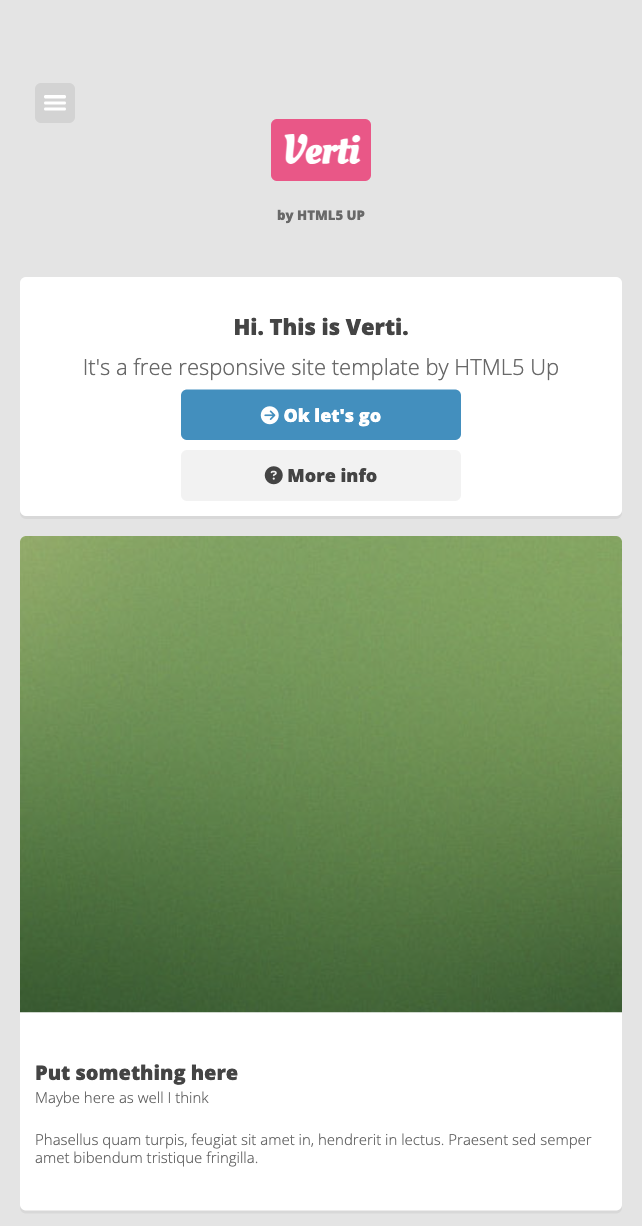 Verti
by HTML5 UP
Hi. This is Verti.
It's a free responsive site template by HTML5 Up
Ok let's go
More info
Put something here
Maybe here as well I think
Phasellus quam turpis, feugiat sit amet in, hendrerit in lectus. Praesent sed semper
amet bibendum tristique fringilla.